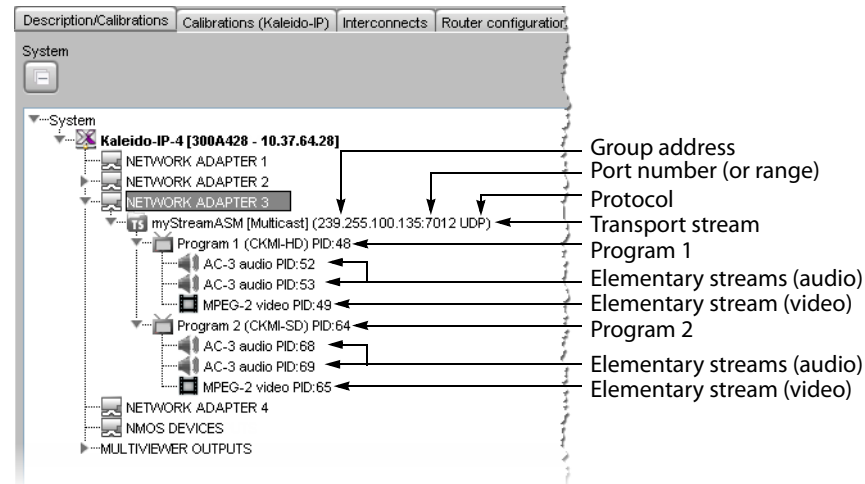 Description/Calibrations Calibrations (Kaleido-IP) Interconnects Router configuration
System
System
Kaleido-IP-4 [300A428 - 10.37.64.28]
NETWORK ADAPTER 1
NETWORK ADAPTER 2
NETWORK ADAPTER 3
TS myStreamASM [Multicast] (239.255.100.135:7012 UDP)
Program 1 (CKMI-HD) PID:48
AC-3 audio PID:52
AC-3 audio PID:53
MPEG-2 video PID:49
Program 2 (CKMI-SD) PID:64
AC-3 audio PID:68
AC-3 audio PID:69
MPEG-2 video PID:65
NETWORK ADAPTER 4
NMOS DEVICES
MULTIVIEWER OUTPUTS
Group address
Port number (or range)
Protocol
Transport stream
Program 1
Elementary streams (audio)
Elementary stream (video)
Program 2
Elementary streams (audio)
Elementary stream (video)